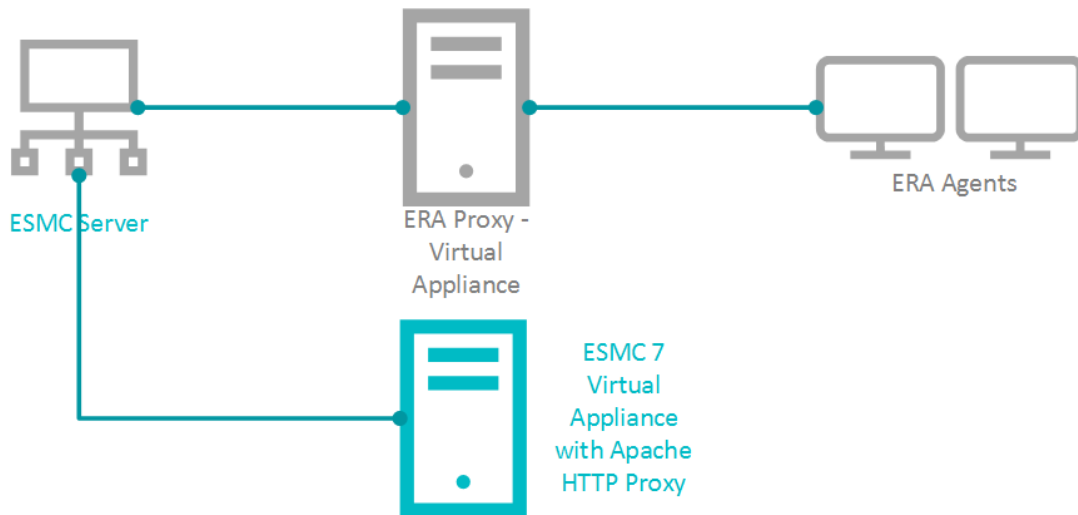 ESMC Server
ERA Proxy -
Virtual
Appliance
ERA Agents
ESMC 7
Virtual
Appliance
with Apache
HTTP Proxy